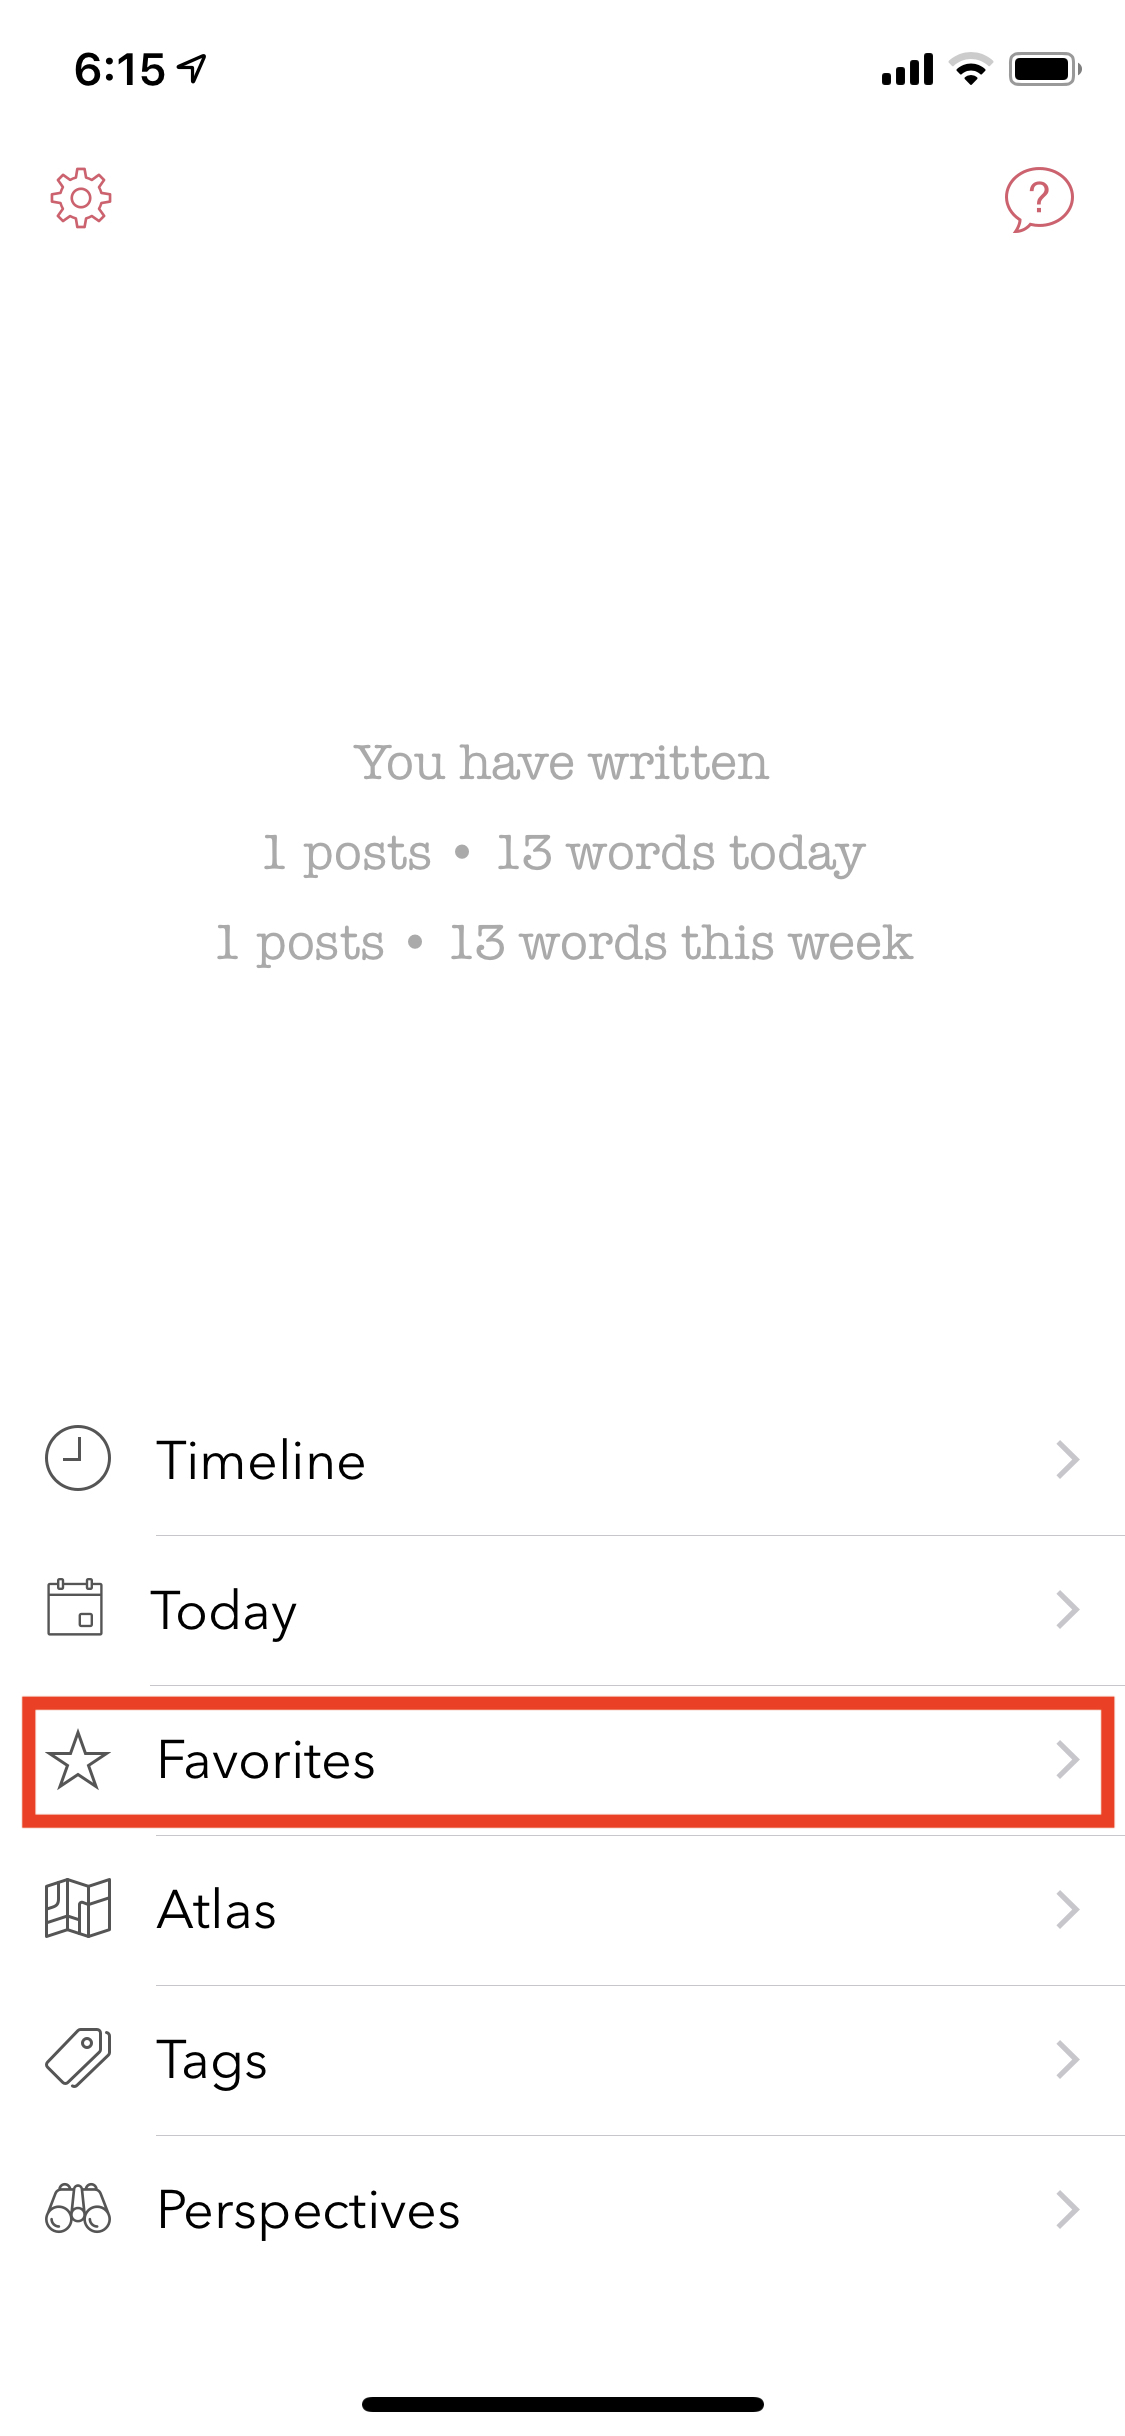 6:15
?
You have written
1 posts • 13 words today
1 posts • 13 words this week
Timeline
Today
Favorites
Atlas
Tags
Perspectives